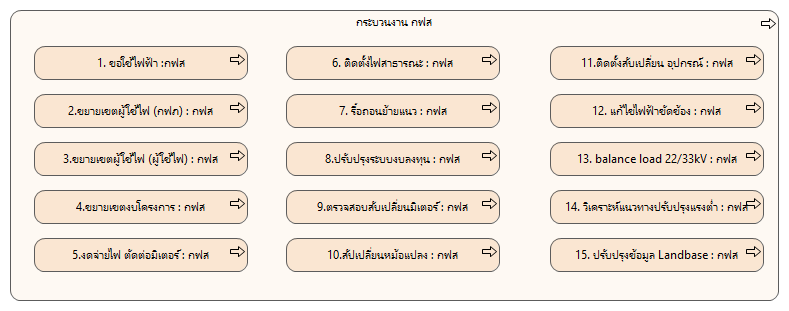 กระบวนงาน กฟส
1. ขอใช้ไฟฟ้า :กฟส
2.ขยายเขตผู้ใช้ไฟ (กฟภ) : กฟส
3.ขยายเขตผู้ใช้ไฟ (ผู้ใช้ไฟ) : กฟส
4.ขยายเขตงบโครงการ : กฟส
5.งดจ่ายไฟ ตัดต่อมิเตอร์ : กฟส
6. ติดตั้งไฟสาธารณะ : กฟส
7. รื้อถอนย้ายแนว : กฟส
8.ปรับปรุงระบบงบลงทุน : กฟส
9.ตรวจสอบสับเปลี่ยนมิเตอร์ : กฟส
10.สัปเปลี่ยนหม้อแปลง : กฟส
11.ติดตั้งสับเปลี่ยน อุปกรณ์ : กฟส
12. แก้ไขไฟฟ้าขัดข้อง : กฟส
13. balance load 22/33kV : กฟส
14. วิเคราะห์แนวทางปรับปรุงแรงต่ำ : กฟส
15. ปรับปรุงข้อมูล Landbase : กฟส